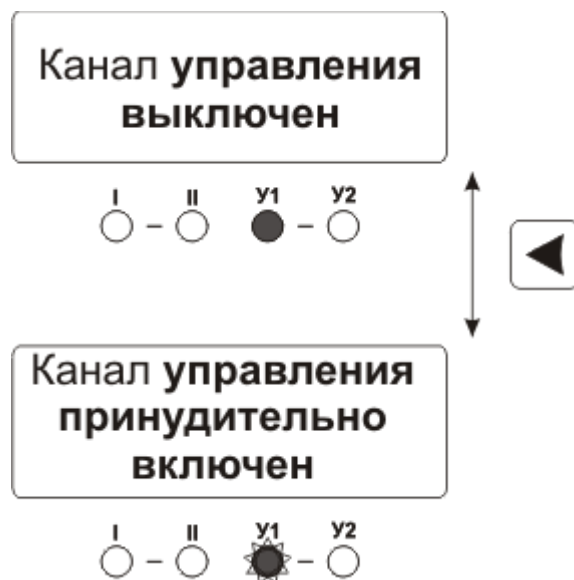 Канал управления
выключен
I II У1 У2
Канал управления
принудительно
включен
I II У1 У2